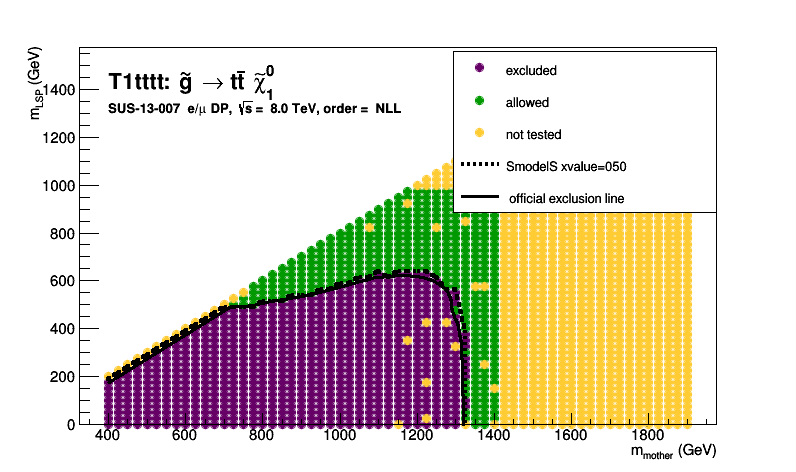 m_LSP (GeV)
T1tttt: g̃ → tt̄ χ̃₁⁰
SUS-13-007 e/μ DP, √s = 8.0 TeV, order = NLL
excluded
allowed
not tested
SmodelS xvalue=050
official exclusion line
1400
1200
1000
800
600
400
200
0
400 600 800 1000 1200 1400 1600 1800
m_mother (GeV)